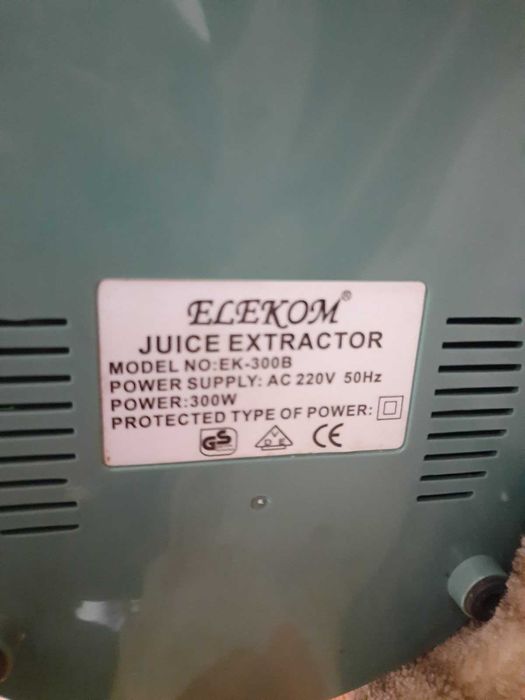 ELEKOM®
JUICE EXTRACTOR
MODEL NO:EK-300B
POWER SUPPLY: AC 220V 50Hz
POWER:300W
PROTECTED TYPE OF POWER:
GS VDE CE